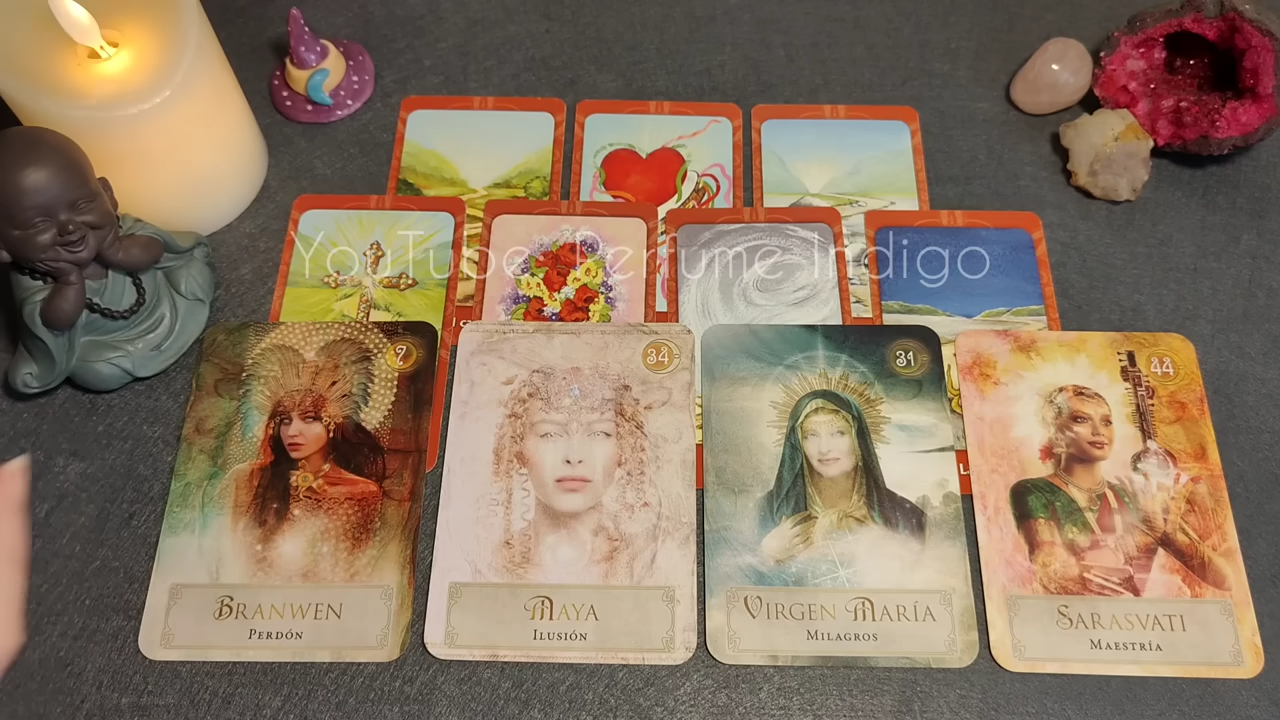 YouTube Perfume Indigo
7
34
31
44
BRANWEN
PERDÓN
MAYA
ILUSIÓN
VIRGEN MARÍA
MILAGROS
SARASVATI
MAESTRÍA